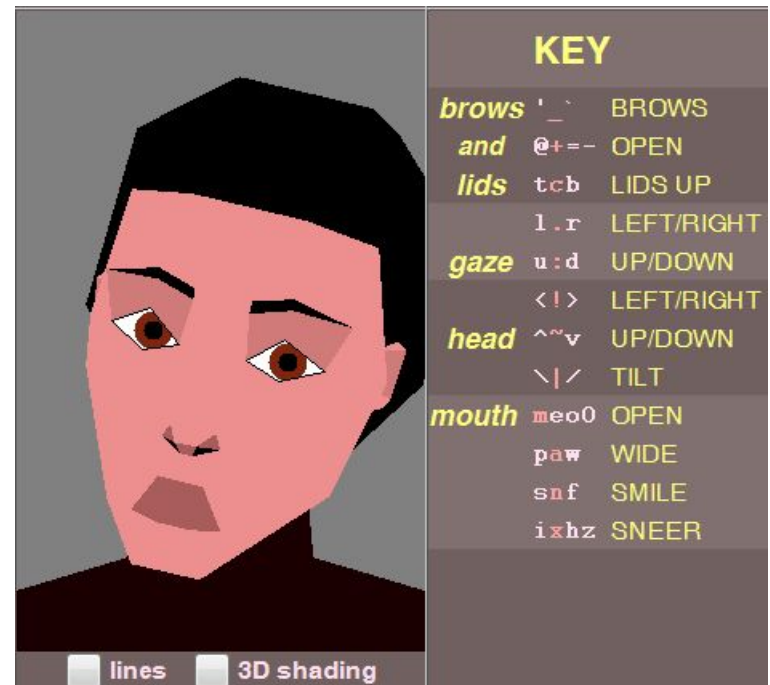 KEY
brows '_` BROWS
and @+=- OPEN
lids tcb LIDS UP
l.r LEFT/RIGHT
gaze u:d UP/DOWN
<!> LEFT/RIGHT
head ^~v UP/DOWN
\|/ TILT
mouth meoO OPEN
paw WIDE
snf SMILE
ixhz SNEER
lines 3D shading